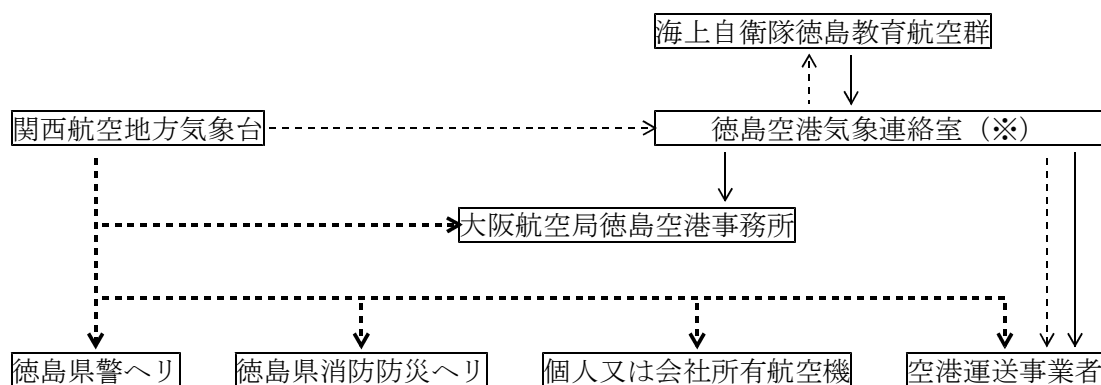 海上自衛隊徳島教育航空群
関西航空地方気象台
徳島空港気象連絡室（※）
大阪航空局徳島空港事務所
徳島県警ヘリ
徳島県消防防災ヘリ
個人又は会社所有航空機
空港運送事業者